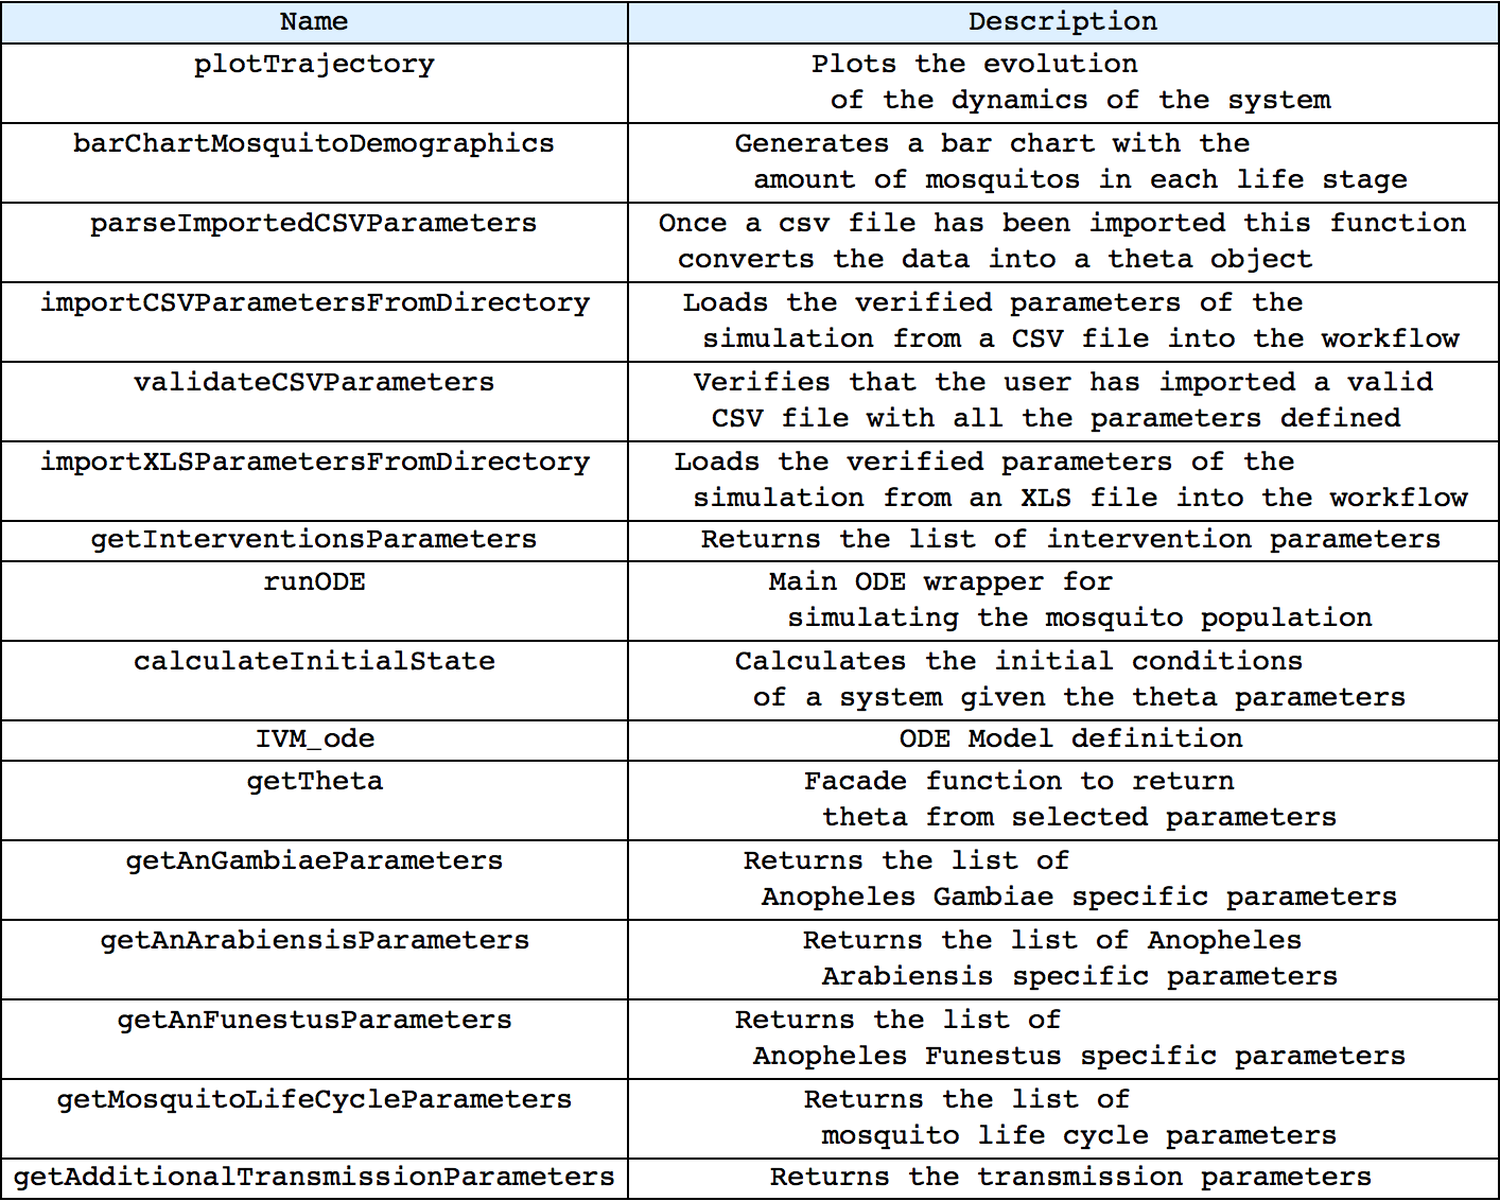 Name
Description
plotTrajectory
Plots the evolution
of the dynamics of the system
barChartMosquitoDemographics
Generates a bar chart with the
amount of mosquitos in each life stage
parseImportedCSVParameters
Once a csv file has been imported this function
converts the data into a theta object
importCSVParametersFromDirectory
Loads the verified parameters of the
simulation from a CSV file into the workflow
validateCSVParameters
Verifies that the user has imported a valid
CSV file with all the parameters defined
importXLSParametersFromDirectory
Loads the verified parameters of the
simulation from an XLS file into the workflow
getInterventionsParameters
Returns the list of intervention parameters
runODE
Main ODE wrapper for
simulating the mosquito population
calculateInitialState
Calculates the initial conditions
of a system given the theta parameters
IVM_ode
ODE Model definition
getTheta
Facade function to return
theta from selected parameters
getAnGambiaeParameters
Returns the list of
Anopheles Gambiae specific parameters
getAnArabiensisParameters
Returns the list of Anopheles
Arabiensis specific parameters
getAnFunestusParameters
Returns the list of
Anopheles Funestus specific parameters
getMosquitoLifeCycleParameters
Returns the list of
mosquito life cycle parameters
getAdditionalTransmissionParameters
Returns the transmission parameters